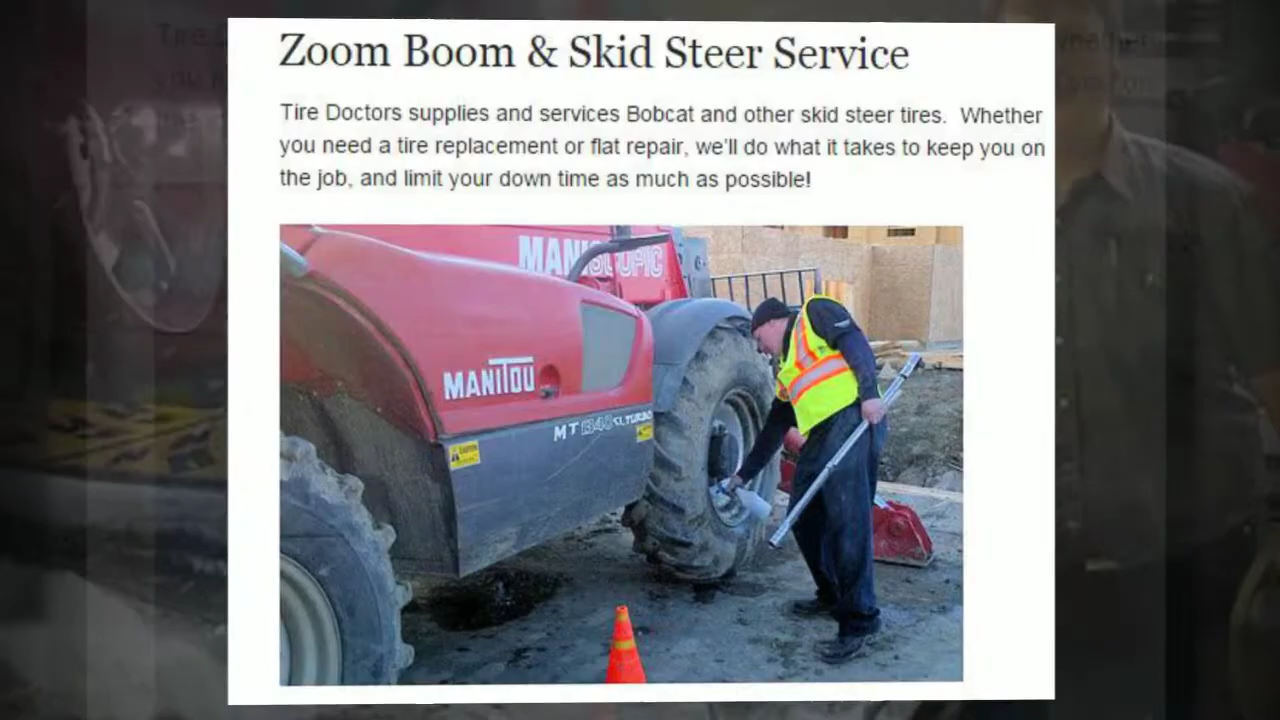 Zoom Boom & Skid Steer Service
Tire Doctors supplies and services Bobcat and other skid steer tires.  Whether
you need a tire replacement or flat repair, we'll do what it takes to keep you on
the job, and limit your down time as much as possible!
MANITOU
MT 1340 SL TURBO